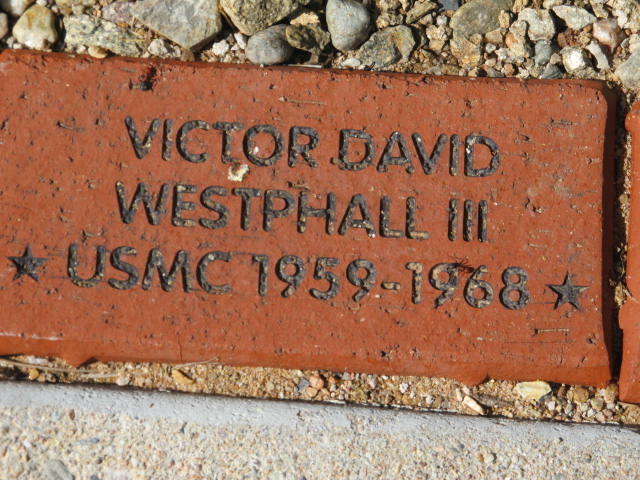 VICTOR DAVID
WESTPHALL III
★ USMC 1959-1968 ★